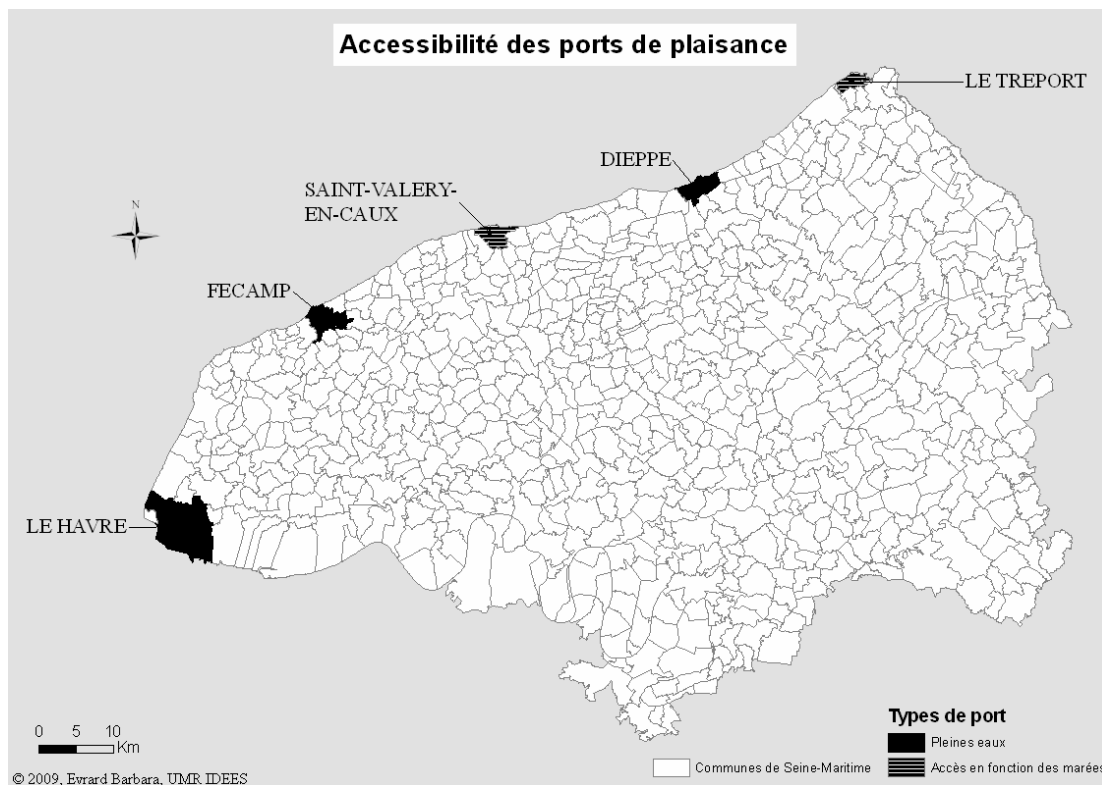 Accessibilité des ports de plaisance
LE TREPORT
DIEPPE
SAINT-VALERY-
EN-CAUX
N
FECAMP
LE HAVRE
0 5 10
Km
Types de port
Pleines eaux
Communes de Seine-Maritime
Accès en fonction des marées
© 2009, Evrard Barbara, UMR IDEES